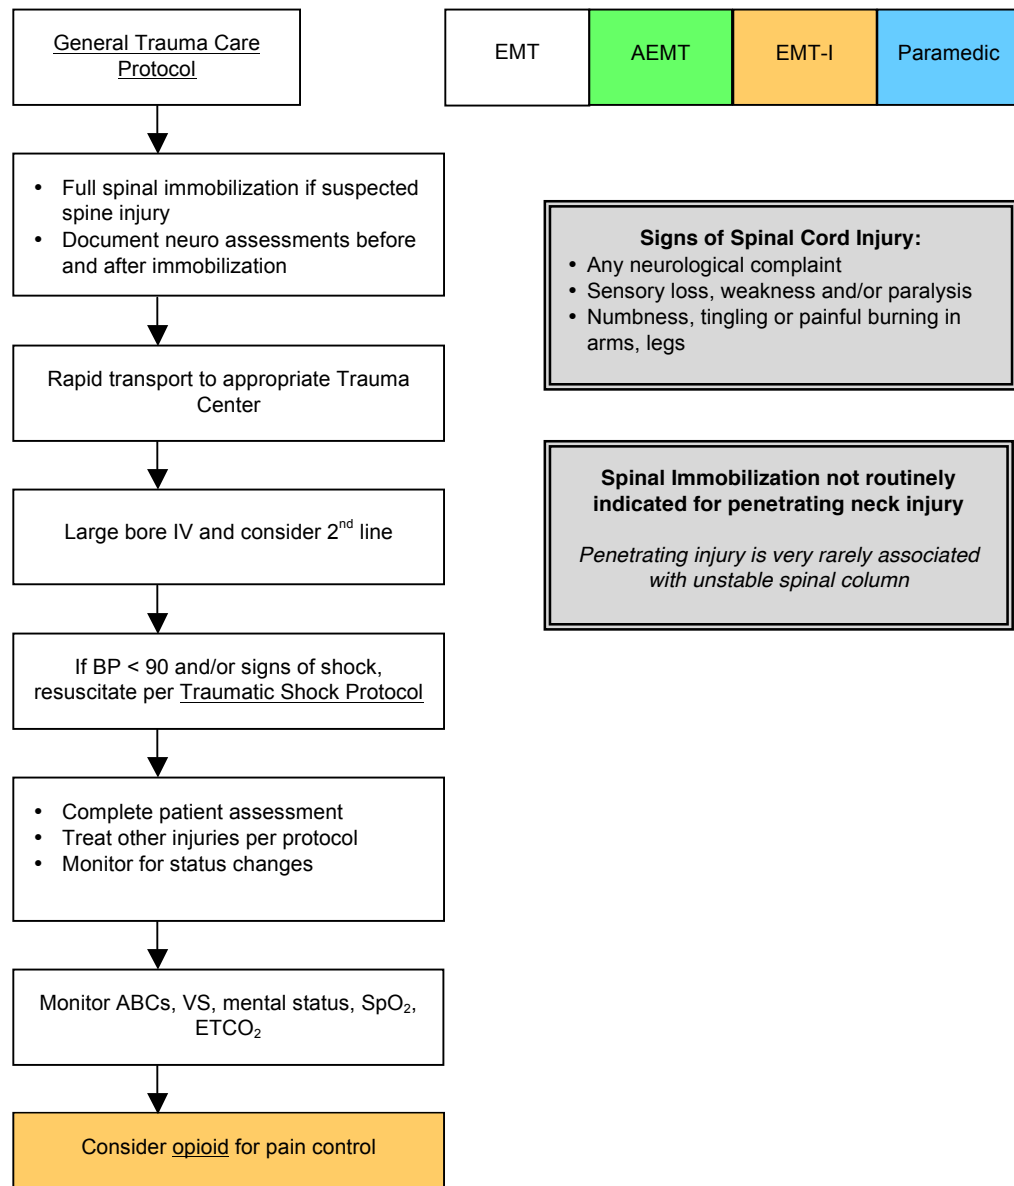 General Trauma Care
Protocol
EMT
AEMT
EMT-I
Paramedic
• Full spinal immobilization if suspected
spine injury
• Document neuro assessments before
and after immobilization
Signs of Spinal Cord Injury:
• Any neurological complaint
• Sensory loss, weakness and/or paralysis
• Numbness, tingling or painful burning in
arms, legs
Rapid transport to appropriate Trauma
Center
Spinal Immobilization not routinely
indicated for penetrating neck injury
Penetrating injury is very rarely associated
with unstable spinal column
Large bore IV and consider 2nd line
If BP < 90 and/or signs of shock,
resuscitate per Traumatic Shock Protocol
• Complete patient assessment
• Treat other injuries per protocol
• Monitor for status changes
Monitor ABCs, VS, mental status, SpO₂,
ETCO₂
Consider opioid for pain control